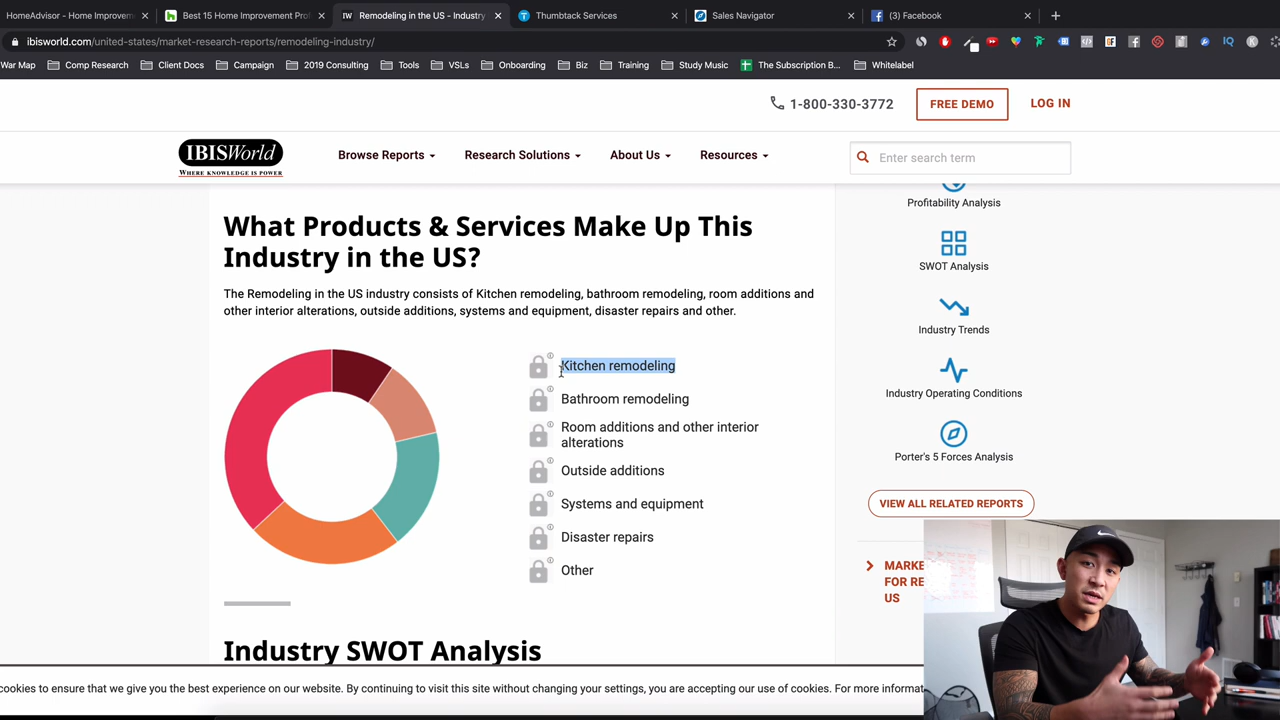 HomeAdvisor - Home Improvem
Best 15 Home Improvement Pro
Remodeling in the US - Industry
Thumbtack Services
Sales Navigator
(3) Facebook
ibisworld.com/united-states/market-research-reports/remodeling-industry/
War Map
Comp Research
Client Docs
Campaign
2019 Consulting
Tools
VSLs
Onboarding
Biz
Training
Study Music
The Subscription B...
Whitelabel
1-800-330-3772
FREE DEMO
LOG IN
IBISWorld
WHERE KNOWLEDGE IS POWER
Browse Reports
Research Solutions
About Us
Resources
Enter search term
What Products & Services Make Up This
Industry in the US?
The Remodeling in the US industry consists of Kitchen remodeling, bathroom remodeling, room additions and
other interior alterations, outside additions, systems and equipment, disaster repairs and other.
Kitchen remodeling
Bathroom remodeling
Room additions and other interior
alterations
Outside additions
Systems and equipment
Disaster repairs
Other
Industry SWOT Analysis
Profitability Analysis
SWOT Analysis
Industry Trends
Industry Operating Conditions
Porter's 5 Forces Analysis
VIEW ALL RELATED REPORTS
MARKE
FOR RE
US
cookies to ensure that we give you the best experience on our website. By continuing to visit this site without changing your settings, you are accepting our use of cookies. For more informat